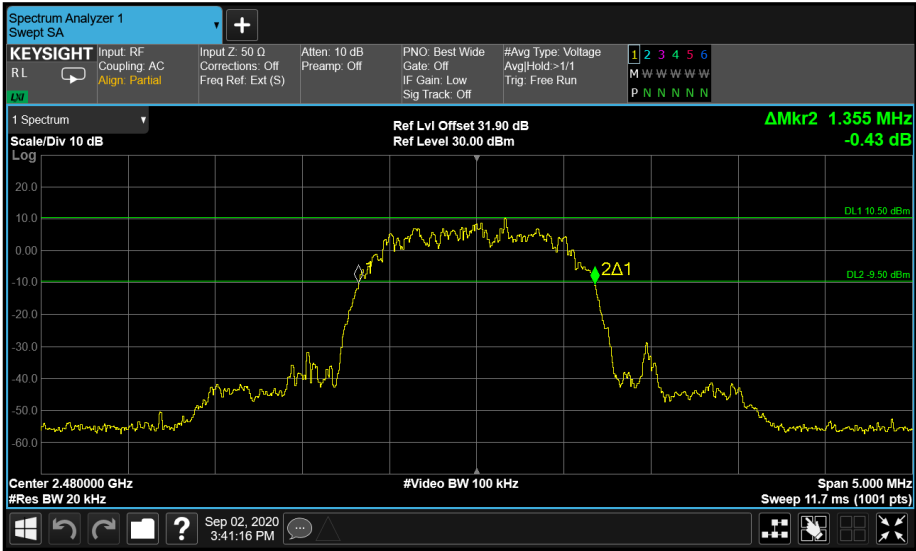 Spectrum Analyzer 1
Swept SA
KEYSIGHT
RL
LXI
Input: RF
Coupling: AC
Align: Partial
Input Z: 50 Ω
Corrections: Off
Freq Ref: Ext (S)
Atten: 10 dB
Preamp: Off
PNO: Best Wide
Gate: Off
IF Gain: Low
Sig Track: Off
#Avg Type: Voltage
Avg|Hold:>1/1
Trig: Free Run
1 2 3 4 5 6
M W W W W W
P N N N N N
1 Spectrum
Scale/Div 10 dB
Ref Lvl Offset 31.90 dB
Ref Level 30.00 dBm
ΔMkr2 1.355 MHz
-0.43 dB
Log
20.0
10.0
DL1 10.50 dBm
0.00
1
2Δ1
DL2 -9.50 dBm
-10.0
-20.0
-30.0
-40.0
-50.0
-60.0
Center 2.480000 GHz
#Video BW 100 kHz
Span 5.000 MHz
#Res BW 20 kHz
Sweep 11.7 ms (1001 pts)
Sep 02, 2020
3:41:16 PM